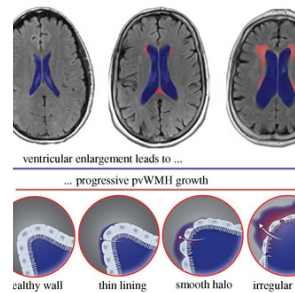 ventricular enlargement leads to ...
... progressive pvWMH growth
ealthy wall thin lining smooth halo irregular